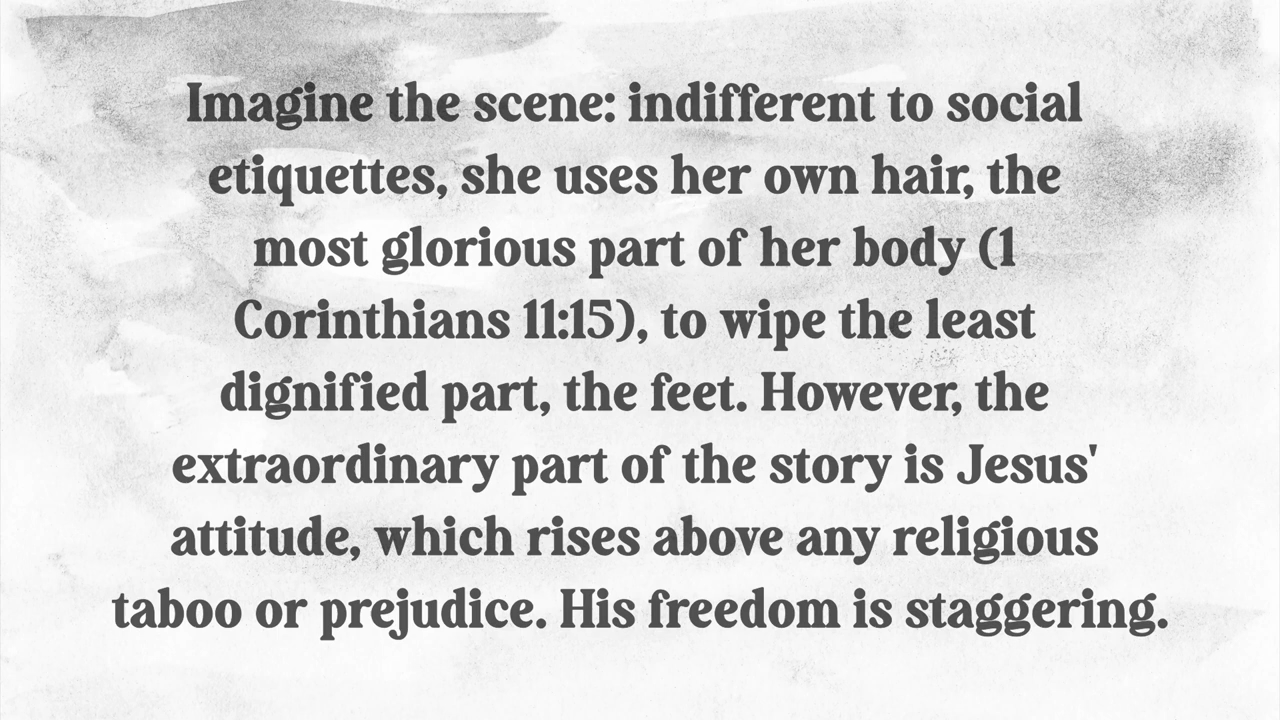 Imagine the scene: indifferent to social
etiquettes, she uses her own hair, the
most glorious part of her body (1
Corinthians 11:15), to wipe the least
dignified part, the feet. However, the
extraordinary part of the story is Jesus'
attitude, which rises above any religious
taboo or prejudice. His freedom is staggering.